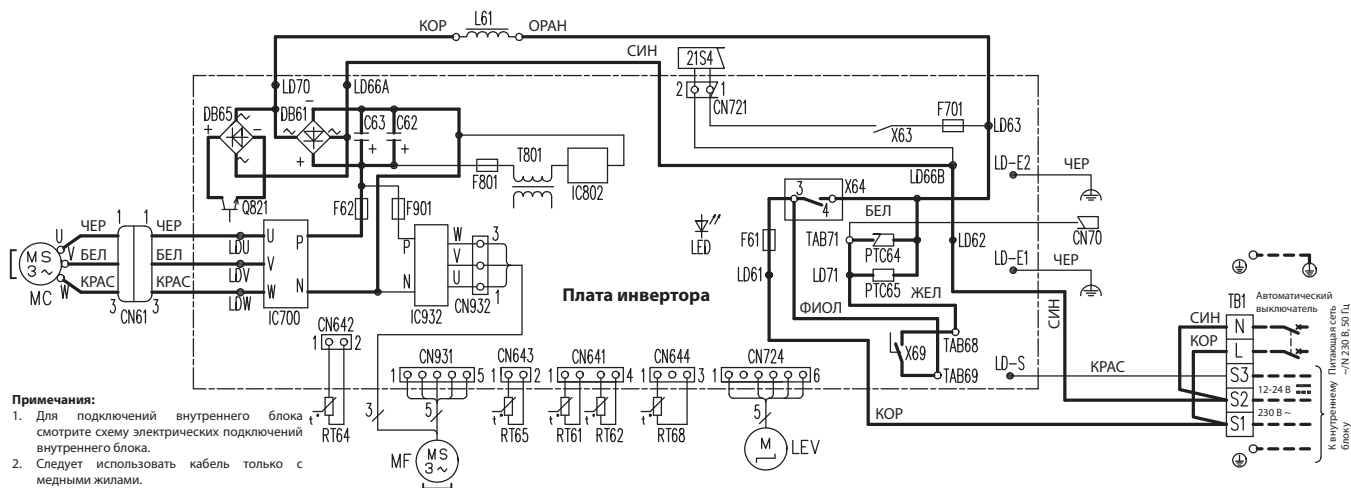 КОР
L61
ОРАН
СИН
21S4
2
1
CN721
LD70
LD66A
DB65
DB61
C63
C62
F701
LD63
X63
+
-
~
~
-
~
~
+
+
+
T801
F801
IC802
Q821
F62
F901
LD66B
LD-E2
ЧЕР
3
4
X64
БЕЛ
F61
TAB71
PTC64
CN70
LED
LD62
LD61
LD71
PTC65
ЖЕЛ
LD-E1
ЧЕР
ФИОЛ
U
V
W
MS
3~
MC
ЧЕР
БЕЛ
КРАС
1
1
3
3
CN61
ЧЕР
БЕЛ
КРАС
LDU
LDV
LDW
U
V
W
P
N
IC700
P
N
IC932
W
V
U
3
1
CN932
Плата инвертора
X69
TAB68
TAB69
LD-S
КРАС
СИН
КОР
CN642
1
2
CN931
1
5
CN643
1
2
CN641
1
4
CN644
1
3
CN724
1
6
t°
RT64
3
5
MF
MS
3~
t°
RT65
t°
RT61
t°
RT62
t°
RT68
5
M
LEV
TB1
Автоматический
выключатель
СИН
N
КОР
L
S3
12-24 В
S2
230 В ~
S1
Питающая сеть
~/N 230 В, 50 Гц
К внутреннему
блоку
Примечания:
1. Для подключений внутреннего блока
смотрите схему электрических подключений
внутреннего блока.
2. Следует использовать кабель только с
медными жилами.